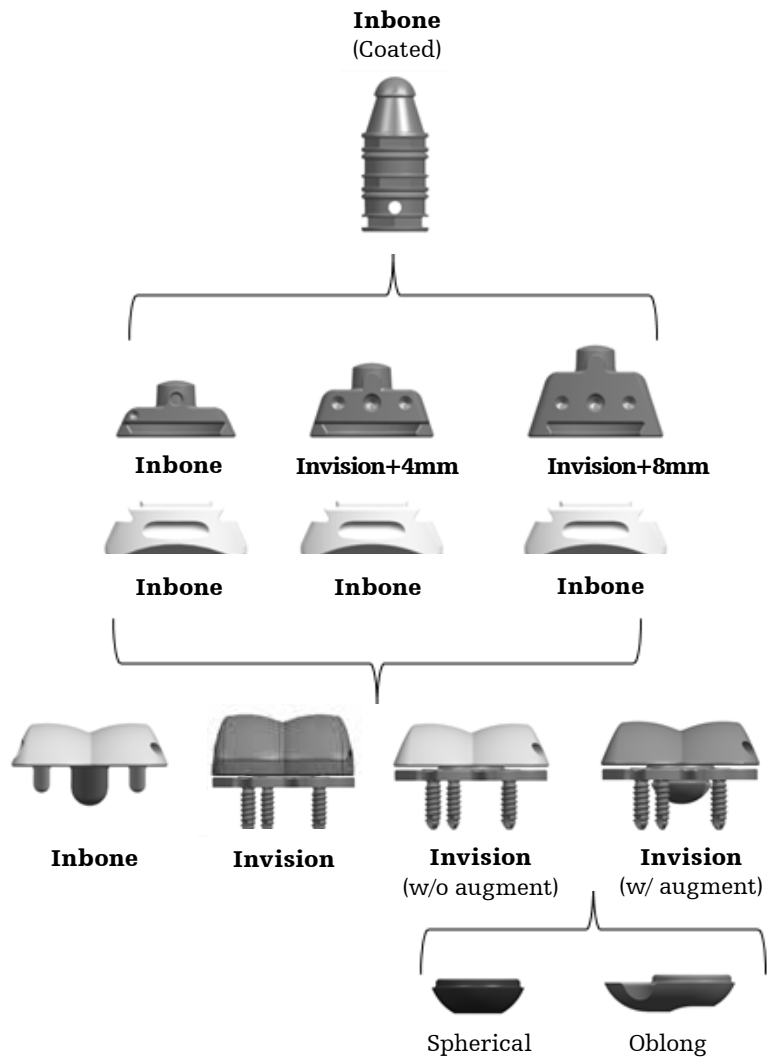 Inbone
(Coated)
Inbone
Invision+4mm
Invision+8mm
Inbone
Inbone
Inbone
Inbone
Invision
Invision
(w/o augment)
Invision
(w/ augment)
Spherical
Oblong